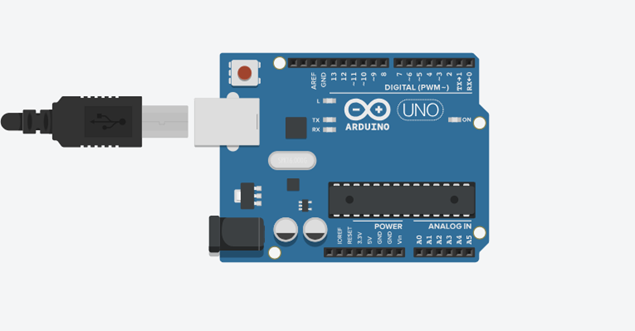 AREF
GND
13
12
~11
~10
~9
8
7
~6
~5
4
~3
2
TX→1
RX←0
DIGITAL (PWM~)
L
TX
RX
ARDUINO
UNO
ON
POWER
ANALOG IN
IOREF
RESET
3.3V
5V
GND
GND
Vin
A0
A1
A2
A3
A4
A5